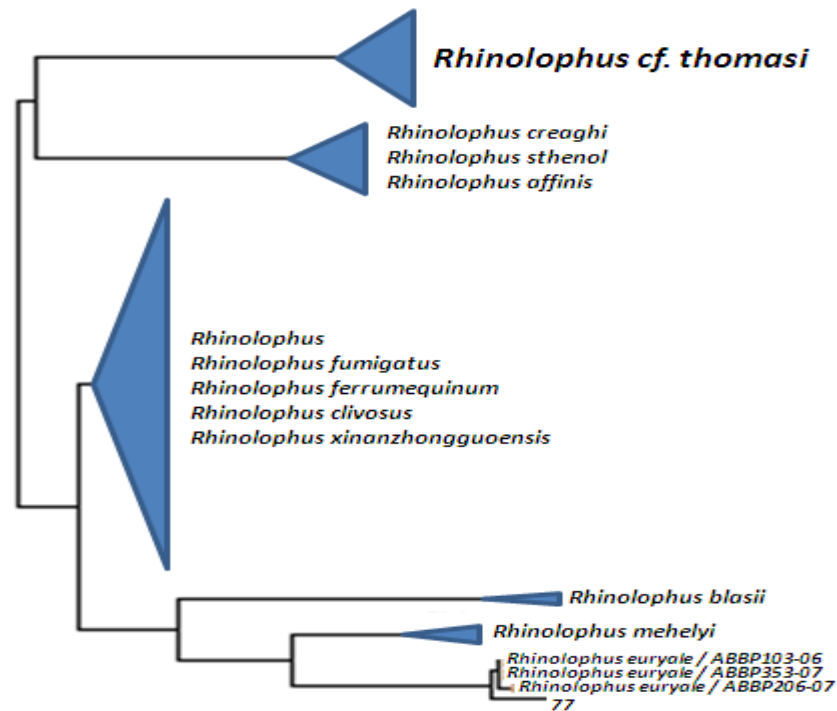 Rhinolophus cf. thomasi
Rhinolophus creaghi
Rhinolophus sthenol
Rhinolophus affinis
Rhinolophus
Rhinolophus fumigatus
Rhinolophus ferrumequinum
Rhinolophus clivosus
Rhinolophus xinanzhongguoensis
Rhinolophus blasii
Rhinolophus mehelyi
Rhinolophus euryale / ABBP103-06
Rhinolophus euryale / ABBP353-07
Rhinolophus euryale / ABBP206-07
77